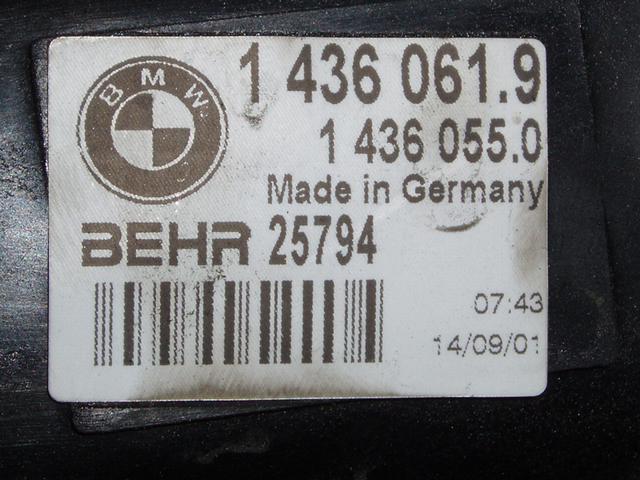 BMW
1 436 061.9
1 436 055.0
Made in Germany
BEHR 25794
07:43
14/09/01